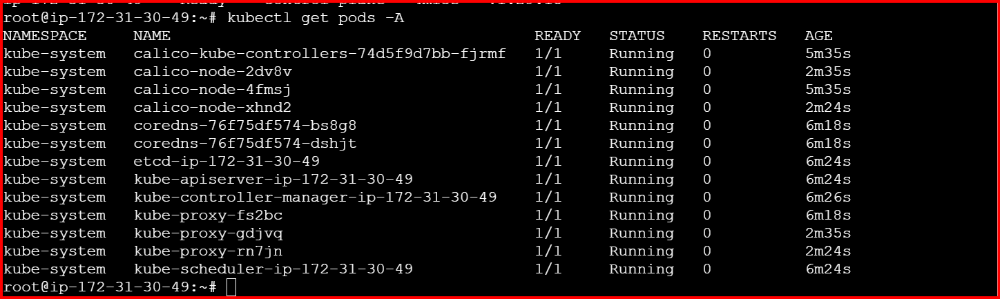 root@ip-172-31-30-49:~# kubectl get pods -A
NAMESPACE     NAME                                       READY   STATUS    RESTARTS   AGE
kube-system   calico-kube-controllers-74d5f9d7bb-fjrmf   1/1     Running   0          5m35s
kube-system   calico-node-2dv8v                          1/1     Running   0          2m35s
kube-system   calico-node-4fmsj                          1/1     Running   0          5m35s
kube-system   calico-node-xhnd2                          1/1     Running   0          2m24s
kube-system   coredns-76f75df574-bs8g8                   1/1     Running   0          6m18s
kube-system   coredns-76f75df574-dshjt                   1/1     Running   0          6m18s
kube-system   etcd-ip-172-31-30-49                       1/1     Running   0          6m24s
kube-system   kube-apiserver-ip-172-31-30-49             1/1     Running   0          6m24s
kube-system   kube-controller-manager-ip-172-31-30-49    1/1     Running   0          6m26s
kube-system   kube-proxy-fs2bc                           1/1     Running   0          6m18s
kube-system   kube-proxy-gdjvq                           1/1     Running   0          2m35s
kube-system   kube-proxy-rn7jn                           1/1     Running   0          2m24s
kube-system   kube-scheduler-ip-172-31-30-49             1/1     Running   0          6m24s
root@ip-172-31-30-49:~#